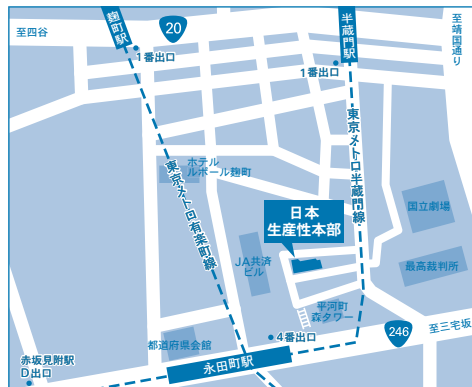 至四谷
麹町駅
20
1番出口
半蔵門駅
1番出口
至靖国通り
東京メトロ半蔵門線
東京メトロ有楽町線
ホテル
ルポール麹町
国立劇場
日本
生産性本部
JA共済
ビル
最高裁判所
平河町
森タワー
246
至三宅坂
4番出口
都道府県会館
永田町駅
赤坂見附駅
D出口